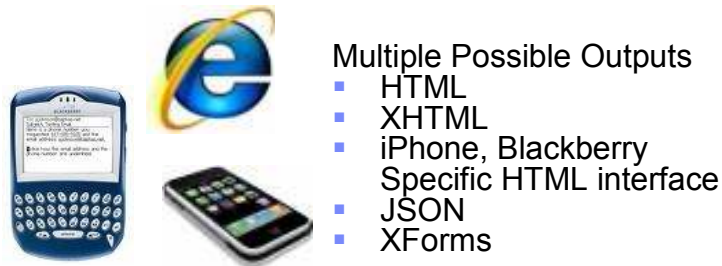 Multiple Possible Outputs
HTML
XHTML
iPhone, Blackberry
Specific HTML interface
JSON
XForms